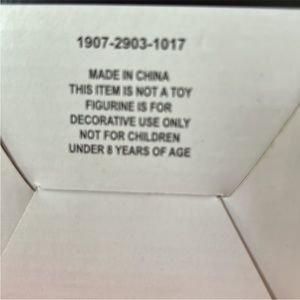 1907-2903-1017
MADE IN CHINA
THIS ITEM IS NOT A TOY
FIGURINE IS FOR
DECORATIVE USE ONLY
NOT FOR CHILDREN
UNDER 8 YEARS OF AGE